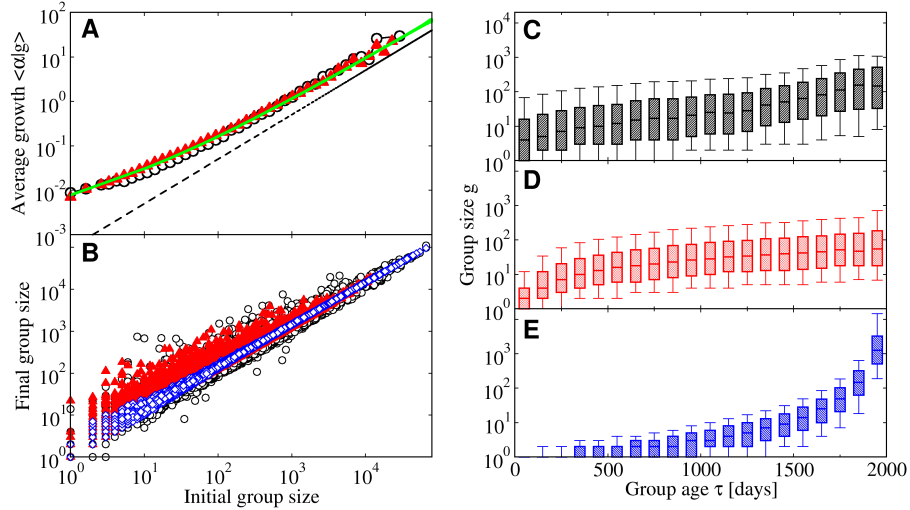 A
10^2
10^1
10^0
10^-1
10^-2
10^-3
Average growth <α|g>
B
10^4
10^3
10^2
10^1
10^0
Final group size
10^0 10^1 10^2 10^3 10^4
Initial group size
C
10^4
10^3
10^2
10^1
10^0
D
10^4
10^3
10^2
10^1
10^0
Group size g
E
10^3
10^2
10^1
10^0
0 500 1000 1500 2000
Group age τ [days]